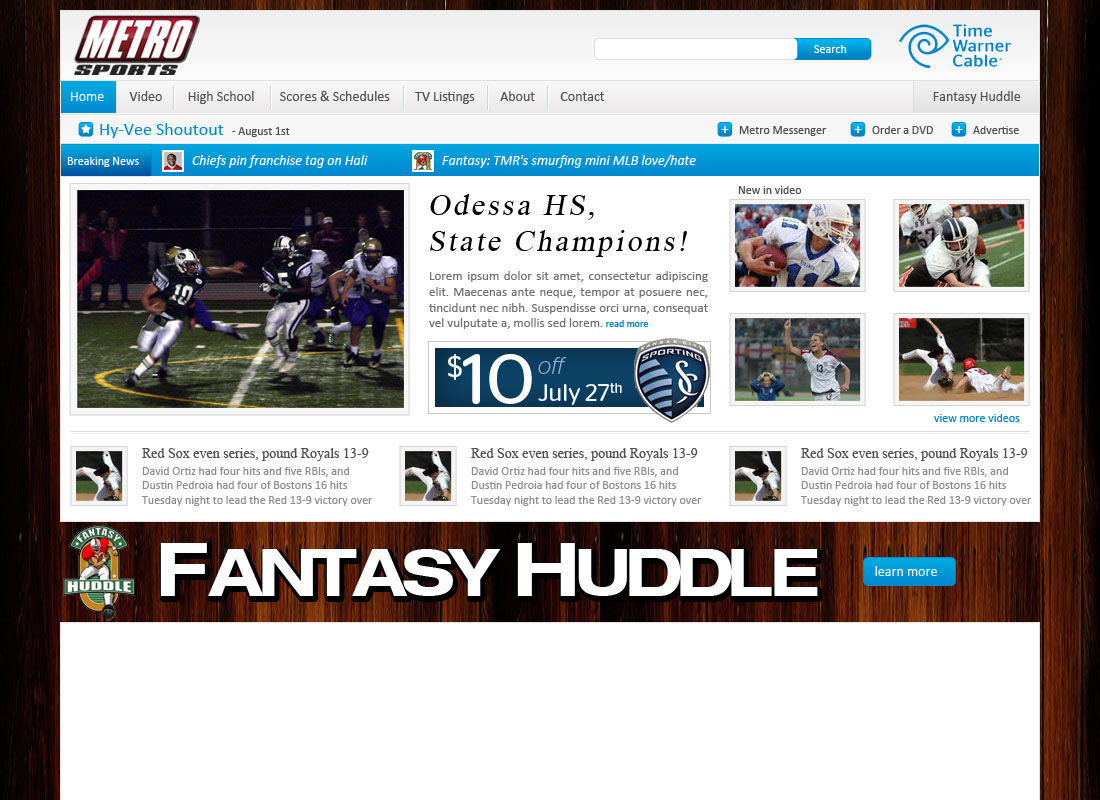 METRO
SPORTS
Search
Time
Warner
Cable
Home
Video
High School
Scores & Schedules
TV Listings
About
Contact
Fantasy Huddle
Hy-Vee Shoutout - August 1st
Metro Messenger
Order a DVD
Advertise
Breaking News
Chiefs pin franchise tag on Hali
Fantasy: TMR's smurfing mini MLB love/hate
10
5
Odessa HS,
State Champions!
Lorem ipsum dolor sit amet, consectetur adipiscing
elit. Maecenas ante neque, tempor at posuere nec,
tincidunt nec nibh. Suspendisse orci urna, consequat
vel vulputate a, mollis sed lorem. read more
$10 off
July 27th
KANSAS CITY
SPORTING
New in video
11
57
13
view more videos
Red Sox even series, pound Royals 13-9
David Ortiz had four hits and five RBIs, and
Dustin Pedroia had four of Bostons 16 hits
Tuesday night to lead the Red 13-9 victory over
Red Sox even series, pound Royals 13-9
David Ortiz had four hits and five RBIs, and
Dustin Pedroia had four of Bostons 16 hits
Tuesday night to lead the Red 13-9 victory over
Red Sox even series, pound Royals 13-9
David Ortiz had four hits and five RBIs, and
Dustin Pedroia had four of Bostons 16 hits
Tuesday night to lead the Red 13-9 victory over
FANTASY
HUDDLE
FANTASY HUDDLE
learn more